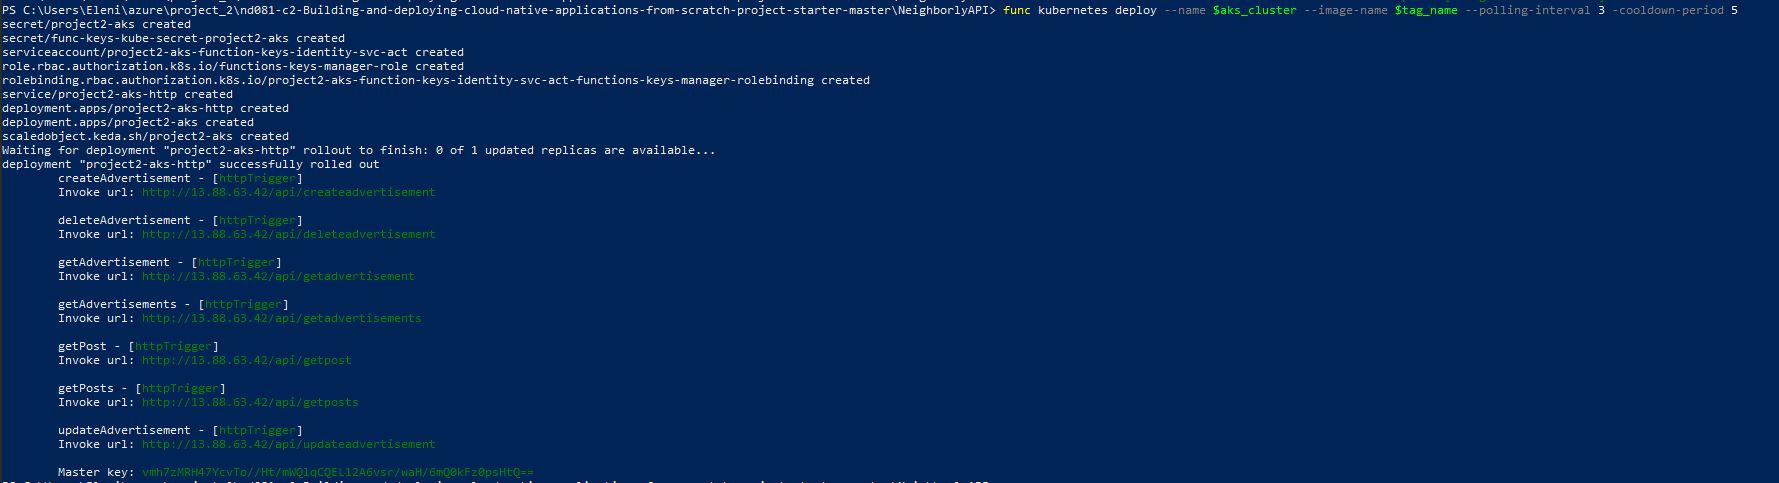 PS C:\Users\Eleni\azure\project_2\nd081-c2-Building-and-deploying-cloud-native-applications-from-scratch-project-starter-master\NeighborlyAPI> func kubernetes deploy --name $aks_cluster --image-name $tag_name --polling-interval 3 -cooldown-period 5
secret/project2-aks created
secret/func-keys-kube-secret-project2-aks created
serviceaccount/project2-aks-function-keys-identity-svc-act created
role.rbac.authorization.k8s.io/functions-keys-manager-role created
rolebinding.rbac.authorization.k8s.io/project2-aks-function-keys-identity-svc-act-functions-keys-manager-rolebinding created
service/project2-aks-http created
deployment.apps/project2-aks-http created
deployment.apps/project2-aks created
scaledobject.keda.sh/project2-aks created
Waiting for deployment "project2-aks-http" rollout to finish: 0 of 1 updated replicas are available...
deployment "project2-aks-http" successfully rolled out
createAdvertisement - [httpTrigger]
Invoke url: http://13.88.63.42/api/createadvertisement
deleteAdvertisement - [httpTrigger]
Invoke url: http://13.88.63.42/api/deleteadvertisement
getAdvertisement - [httpTrigger]
Invoke url: http://13.88.63.42/api/getadvertisement
getAdvertisements - [httpTrigger]
Invoke url: http://13.88.63.42/api/getadvertisements
getPost - [httpTrigger]
Invoke url: http://13.88.63.42/api/getpost
getPosts - [httpTrigger]
Invoke url: http://13.88.63.42/api/getposts
updateAdvertisement - [httpTrigger]
Invoke url: http://13.88.63.42/api/updateadvertisement
Master key: